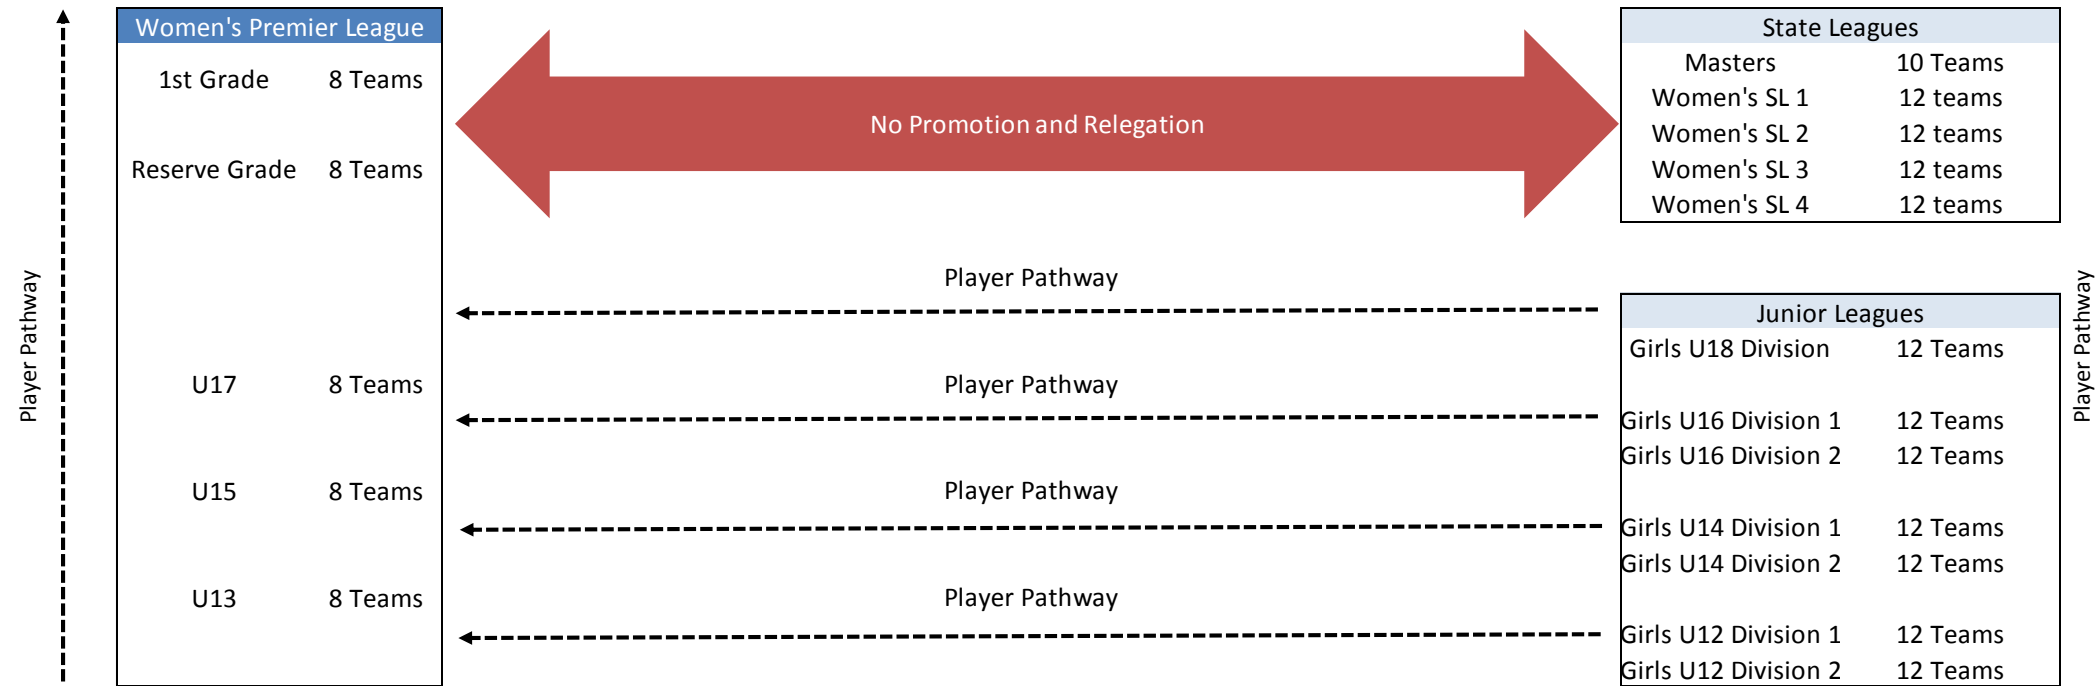 Player Pathway
Women's Premier League
1st Grade 8 Teams
Reserve Grade 8 Teams
U17 8 Teams
U15 8 Teams
U13 8 Teams
No Promotion and Relegation
Player Pathway
Player Pathway
Player Pathway
Player Pathway
State Leagues
Masters 10 Teams
Women's SL 1 12 teams
Women's SL 2 12 teams
Women's SL 3 12 teams
Women's SL 4 12 teams
Junior Leagues
Girls U18 Division 12 Teams
Girls U16 Division 1 12 Teams
Girls U16 Division 2 12 Teams
Girls U14 Division 1 12 Teams
Girls U14 Division 2 12 Teams
Girls U12 Division 1 12 Teams
Girls U12 Division 2 12 Teams
Player Pathway